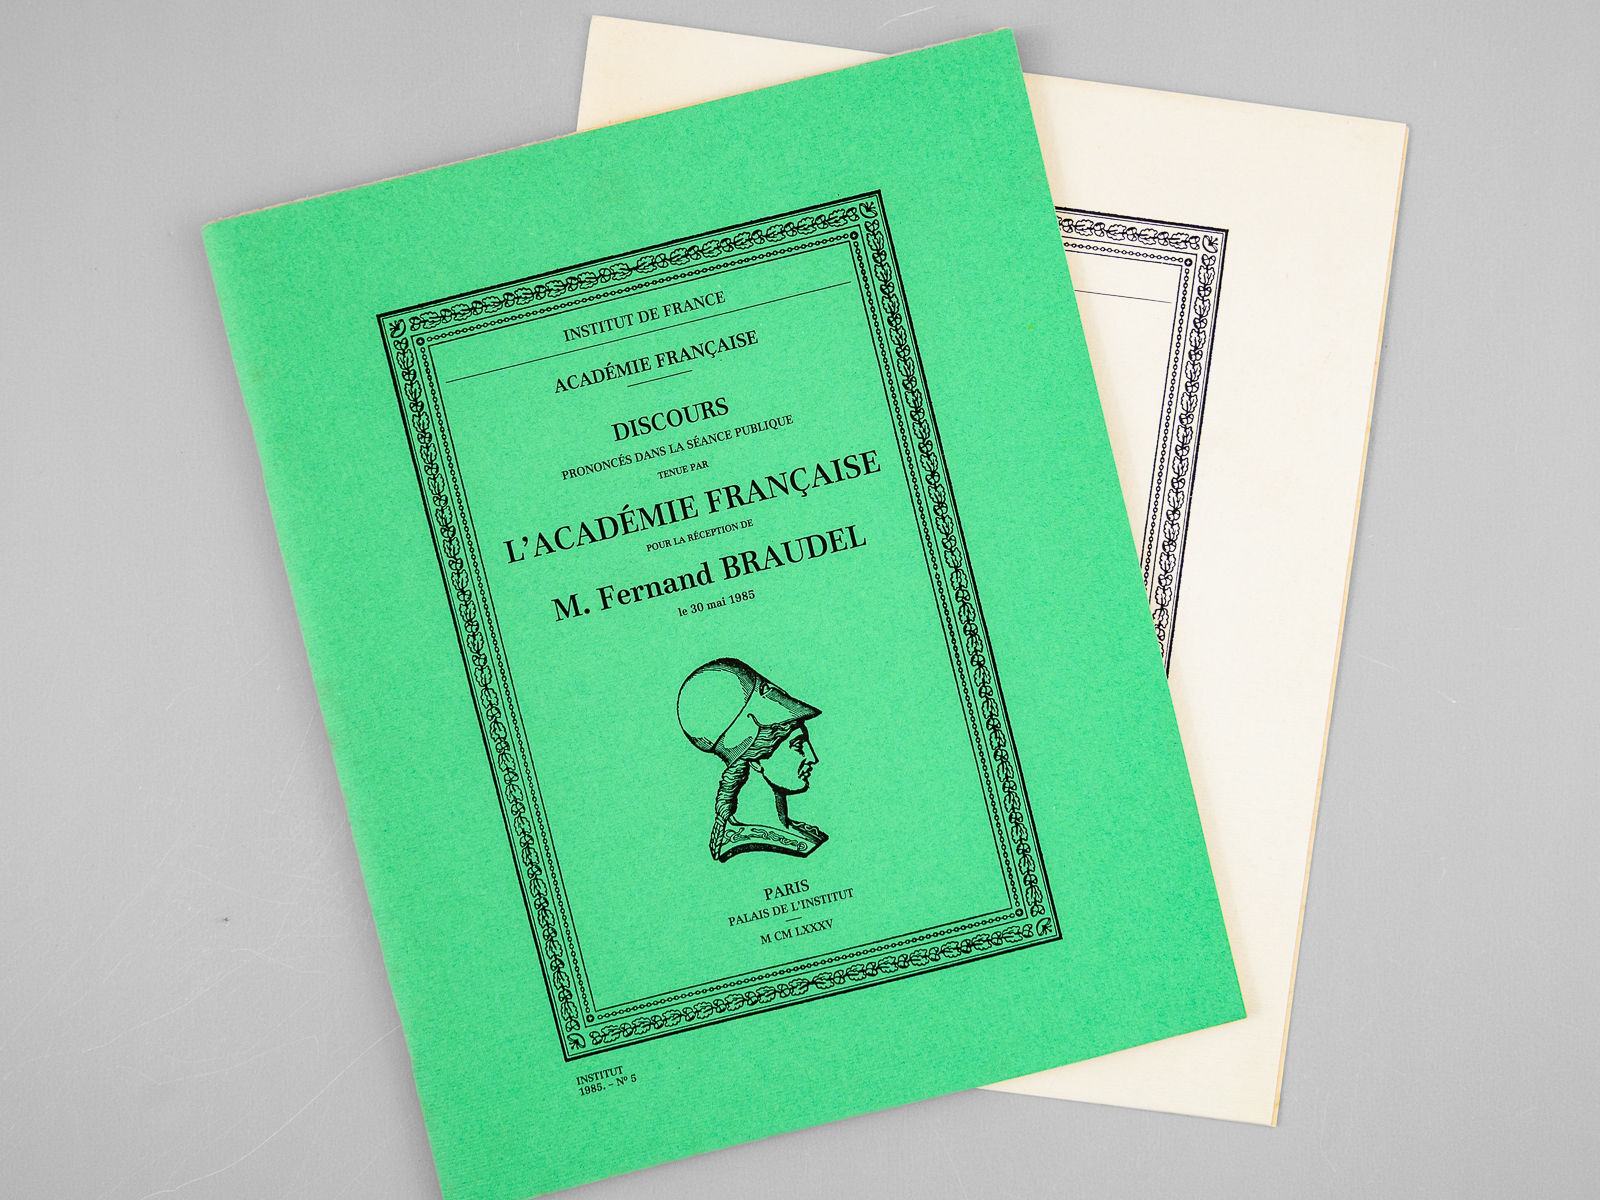 INSTITUT DE FRANCE
ACADÉMIE FRANÇAISE
DISCOURS
PRONONCÉS DANS LA SÉANCE PUBLIQUE
TENUE PAR
L'ACADÉMIE FRANÇAISE
POUR LA RÉCEPTION DE
M. Fernand BRAUDEL
le 30 mai 1985
PARIS
PALAIS DE L'INSTITUT
M CM LXXXV
INSTITUT
1985. – Nº 5